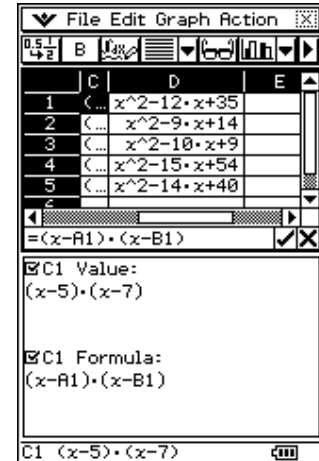 File Edit Graph Action
B
C D E
1 (... x^2-12·x+35
2 (... x^2-9·x+14
3 (... x^2-10·x+9
4 (... x^2-15·x+54
5 (... x^2-14·x+40
=(x-A1)·(x-B1)
C1 Value:
(x-5)·(x-7)
C1 Formula:
(x-A1)·(x-B1)
C1 (x-5)·(x-7)